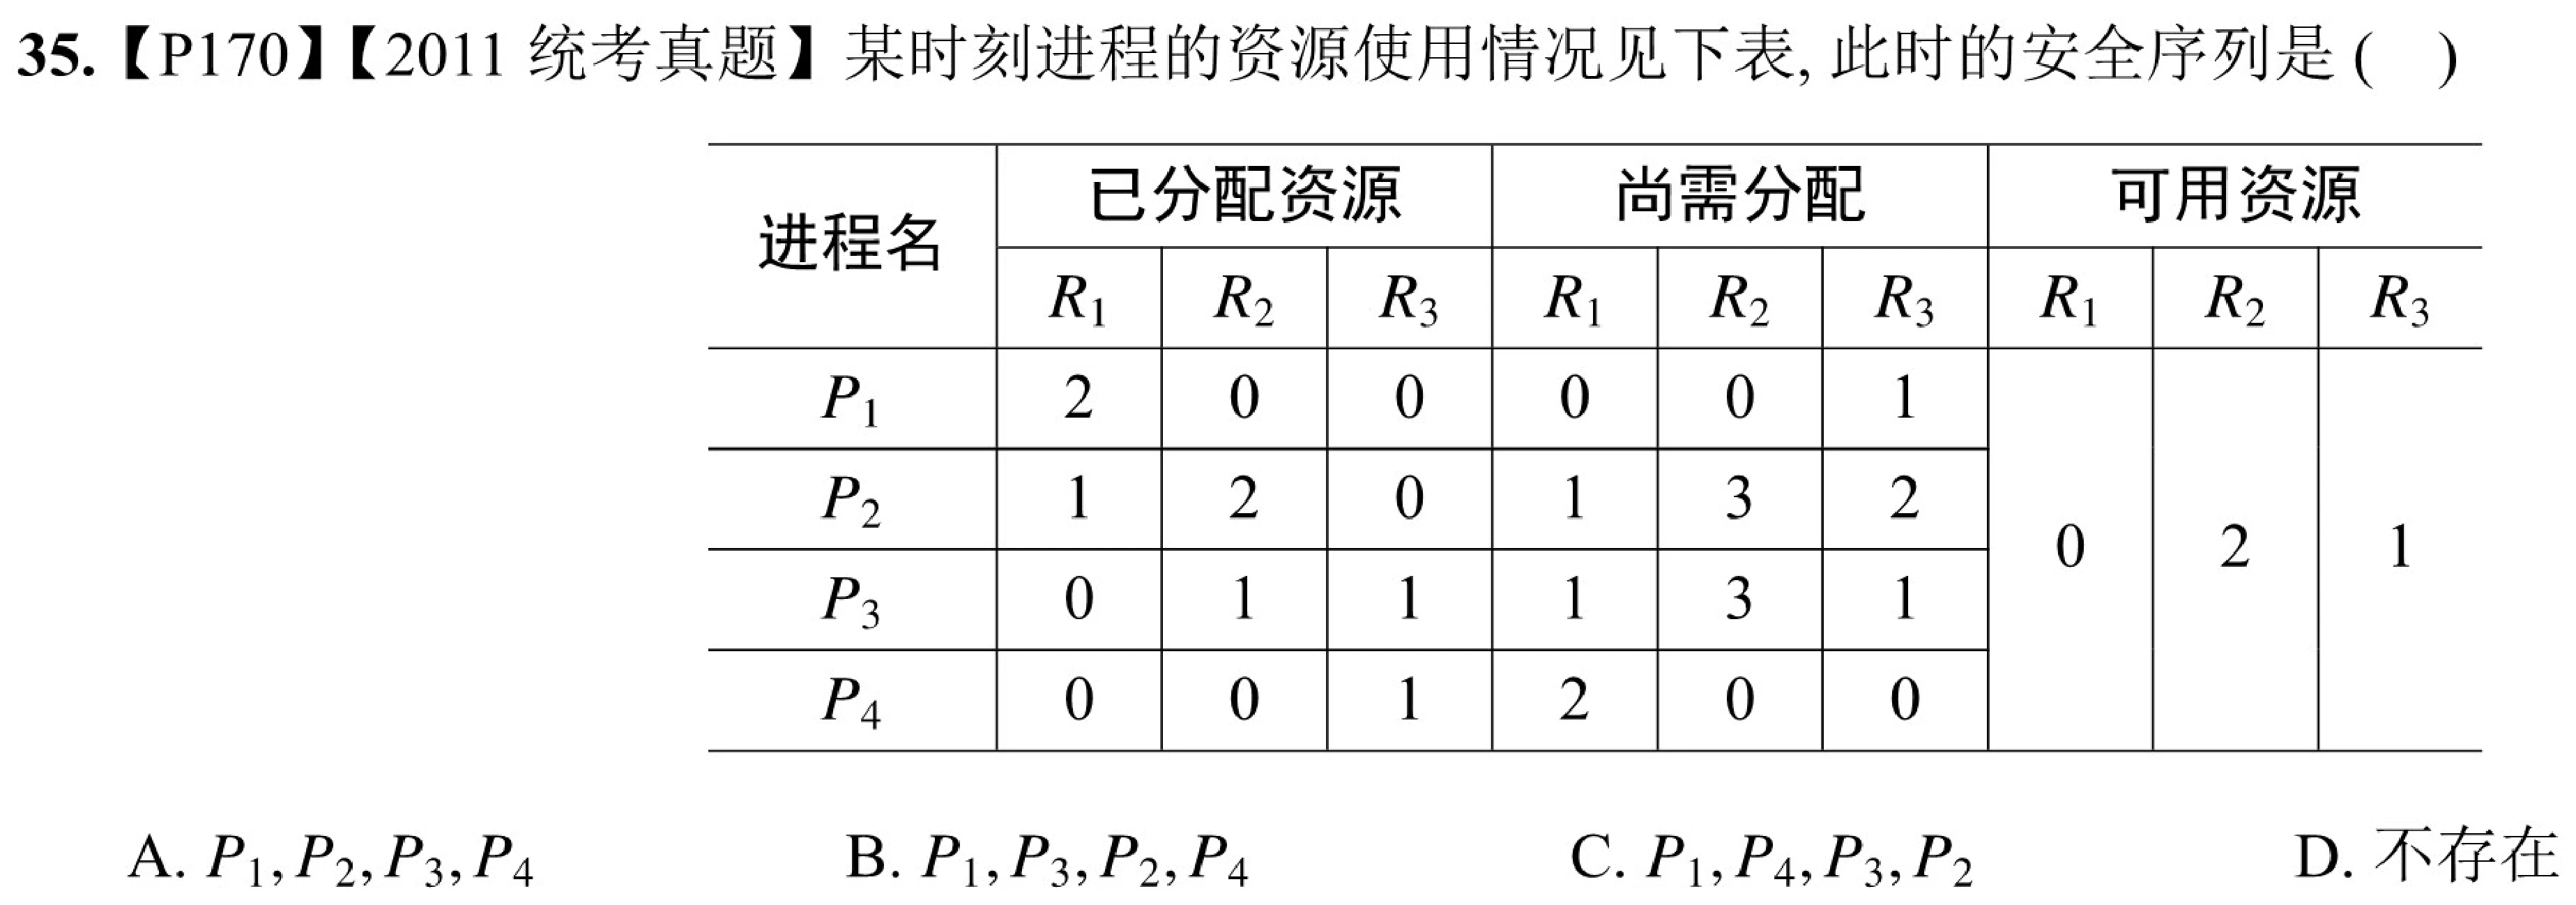 35.【P170】【2011 统考真题】某时刻进程的资源使用情况见下表, 此时的安全序列是 ( )
进程名 已分配资源 尚需分配 可用资源
R1 R2 R3 R1 R2 R3 R1 R2 R3
P1 2 0 0 0 0 1
P2 1 2 0 1 3 2
0 2 1
P3 0 1 1 1 3 1
P4 0 0 1 2 0 0
A. P1, P2, P3, P4 B. P1, P3, P2, P4 C. P1, P4, P3, P2 D. 不存在